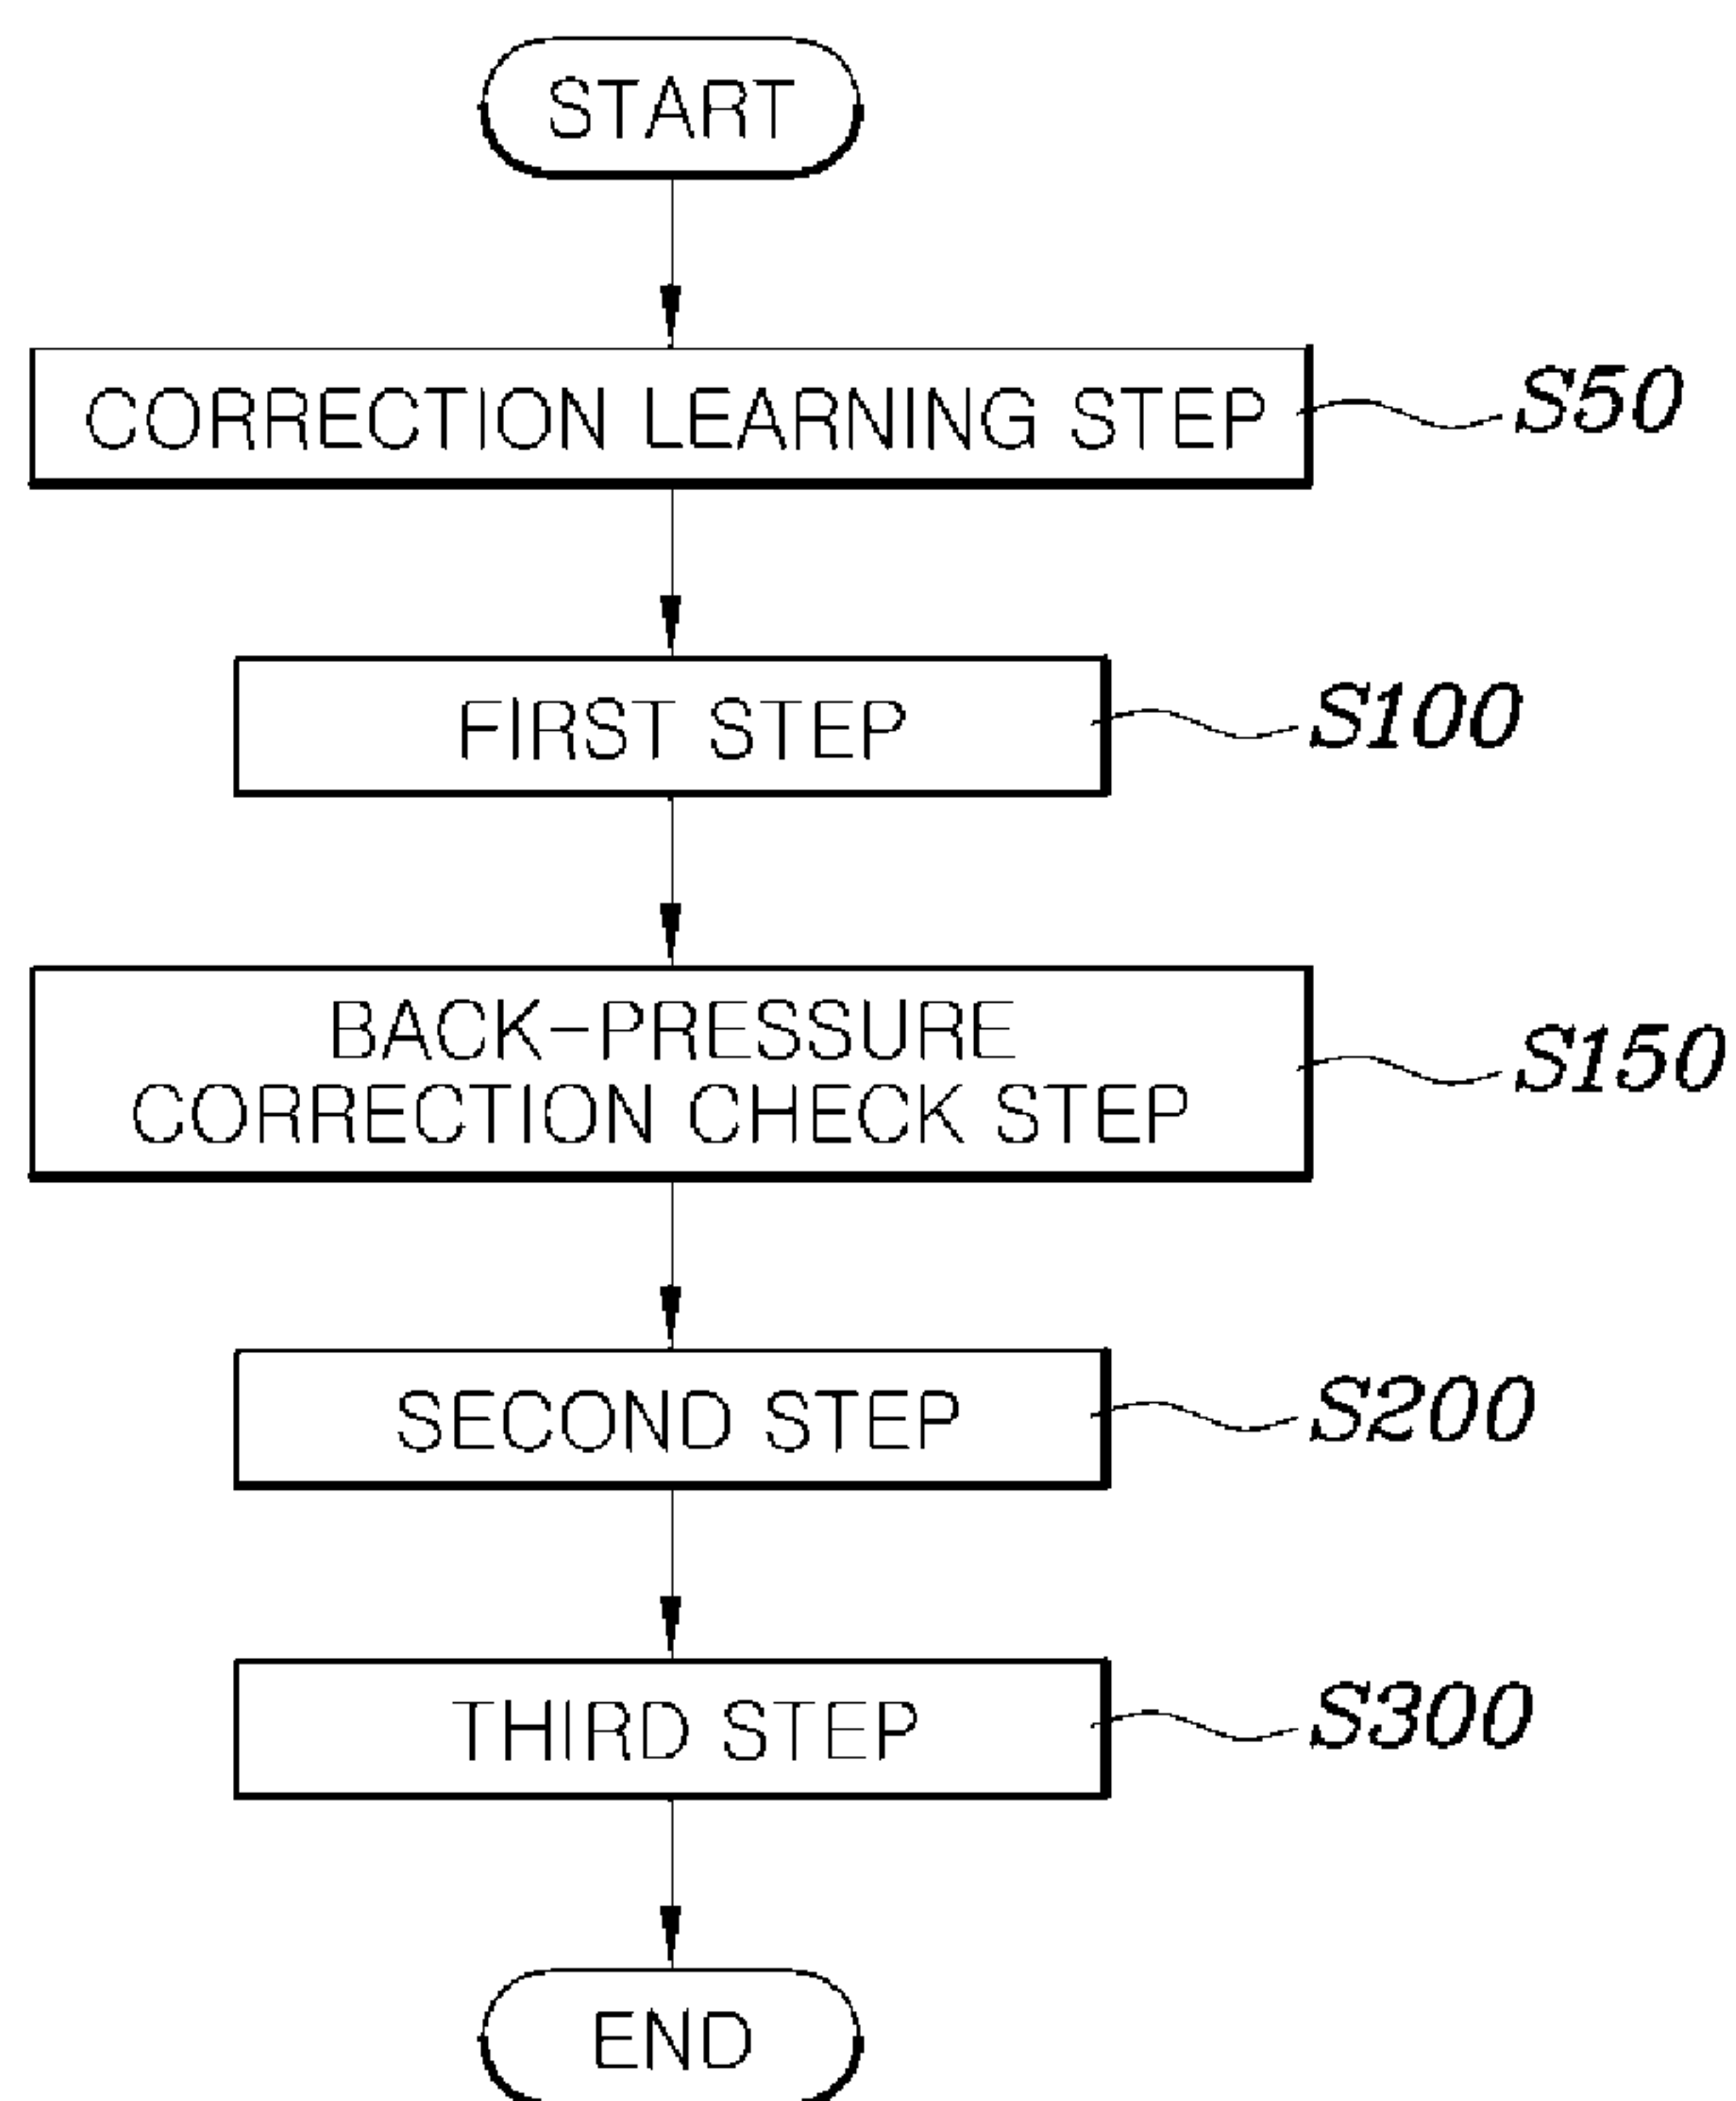 START
CORRECTION LEARNING STEP
S50
FIRST STEP
S100
BACK-PRESSURE
CORRECTION CHECK STEP
S150
SECOND STEP
S200
THIRD STEP
S300
END